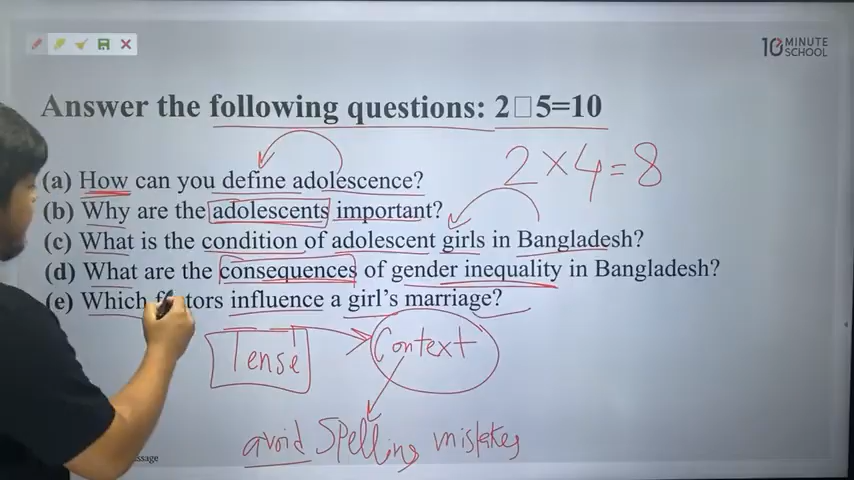 10 MINUTE SCHOOL
Answer the following questions: 2□5=10
2×4=8
(a) How can you define adolescence?
(b) Why are the adolescents important?
(c) What is the condition of adolescent girls in Bangladesh?
(d) What are the consequences of gender inequality in Bangladesh?
(e) Which factors influence a girl's marriage?
Tense Context
avoid Spelling mistakes
ssage